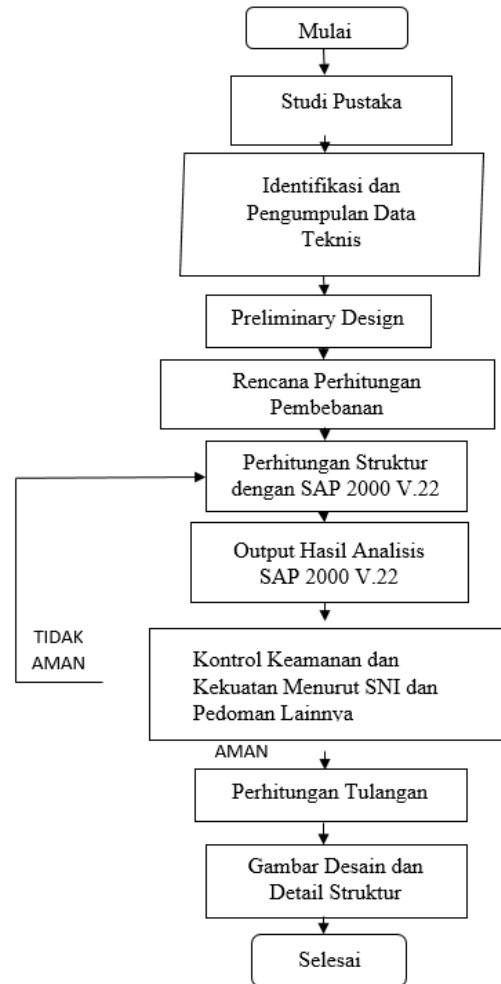 Mulai
Studi Pustaka
Identifikasi dan
Pengumpulan Data
Teknis
Preliminary Design
Rencana Perhitungan
Pembebanan
Perhitungan Struktur
dengan SAP 2000 V.22
Output Hasil Analisis
SAP 2000 V.22
TIDAK
AMAN
Kontrol Keamanan dan
Kekuatan Menurut SNI dan
Pedoman Lainnya
AMAN
Perhitungan Tulangan
Gambar Desain dan
Detail Struktur
Selesai